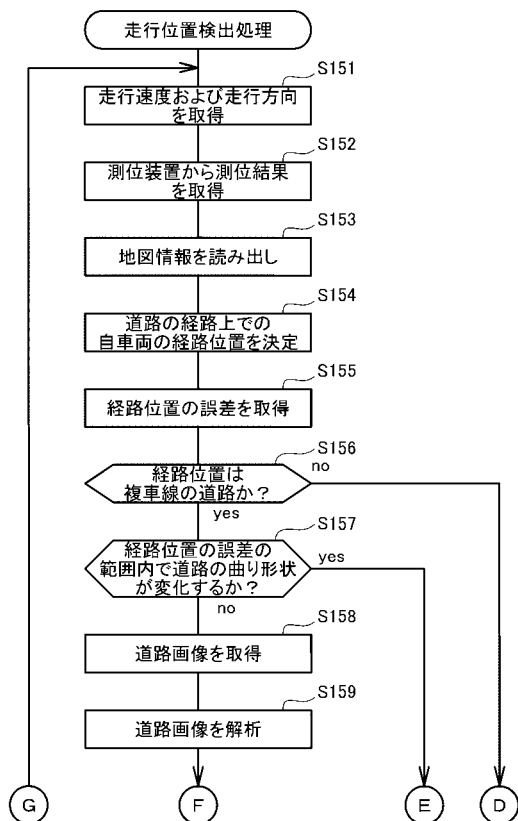 走行位置検出処理
S151
走行速度および走行方向
を取得
S152
測位装置から測位結果
を取得
S153
地図情報を読み出し
S154
道路の経路上での
自車両の経路位置を決定
S155
経路位置の誤差を取得
S156
経路位置は
複車線の道路か?
no
yes
S157
経路位置の誤差の
範囲内で道路の曲り形状
が変化するか?
yes
no
S158
道路画像を取得
S159
道路画像を解析
G
F
E
D